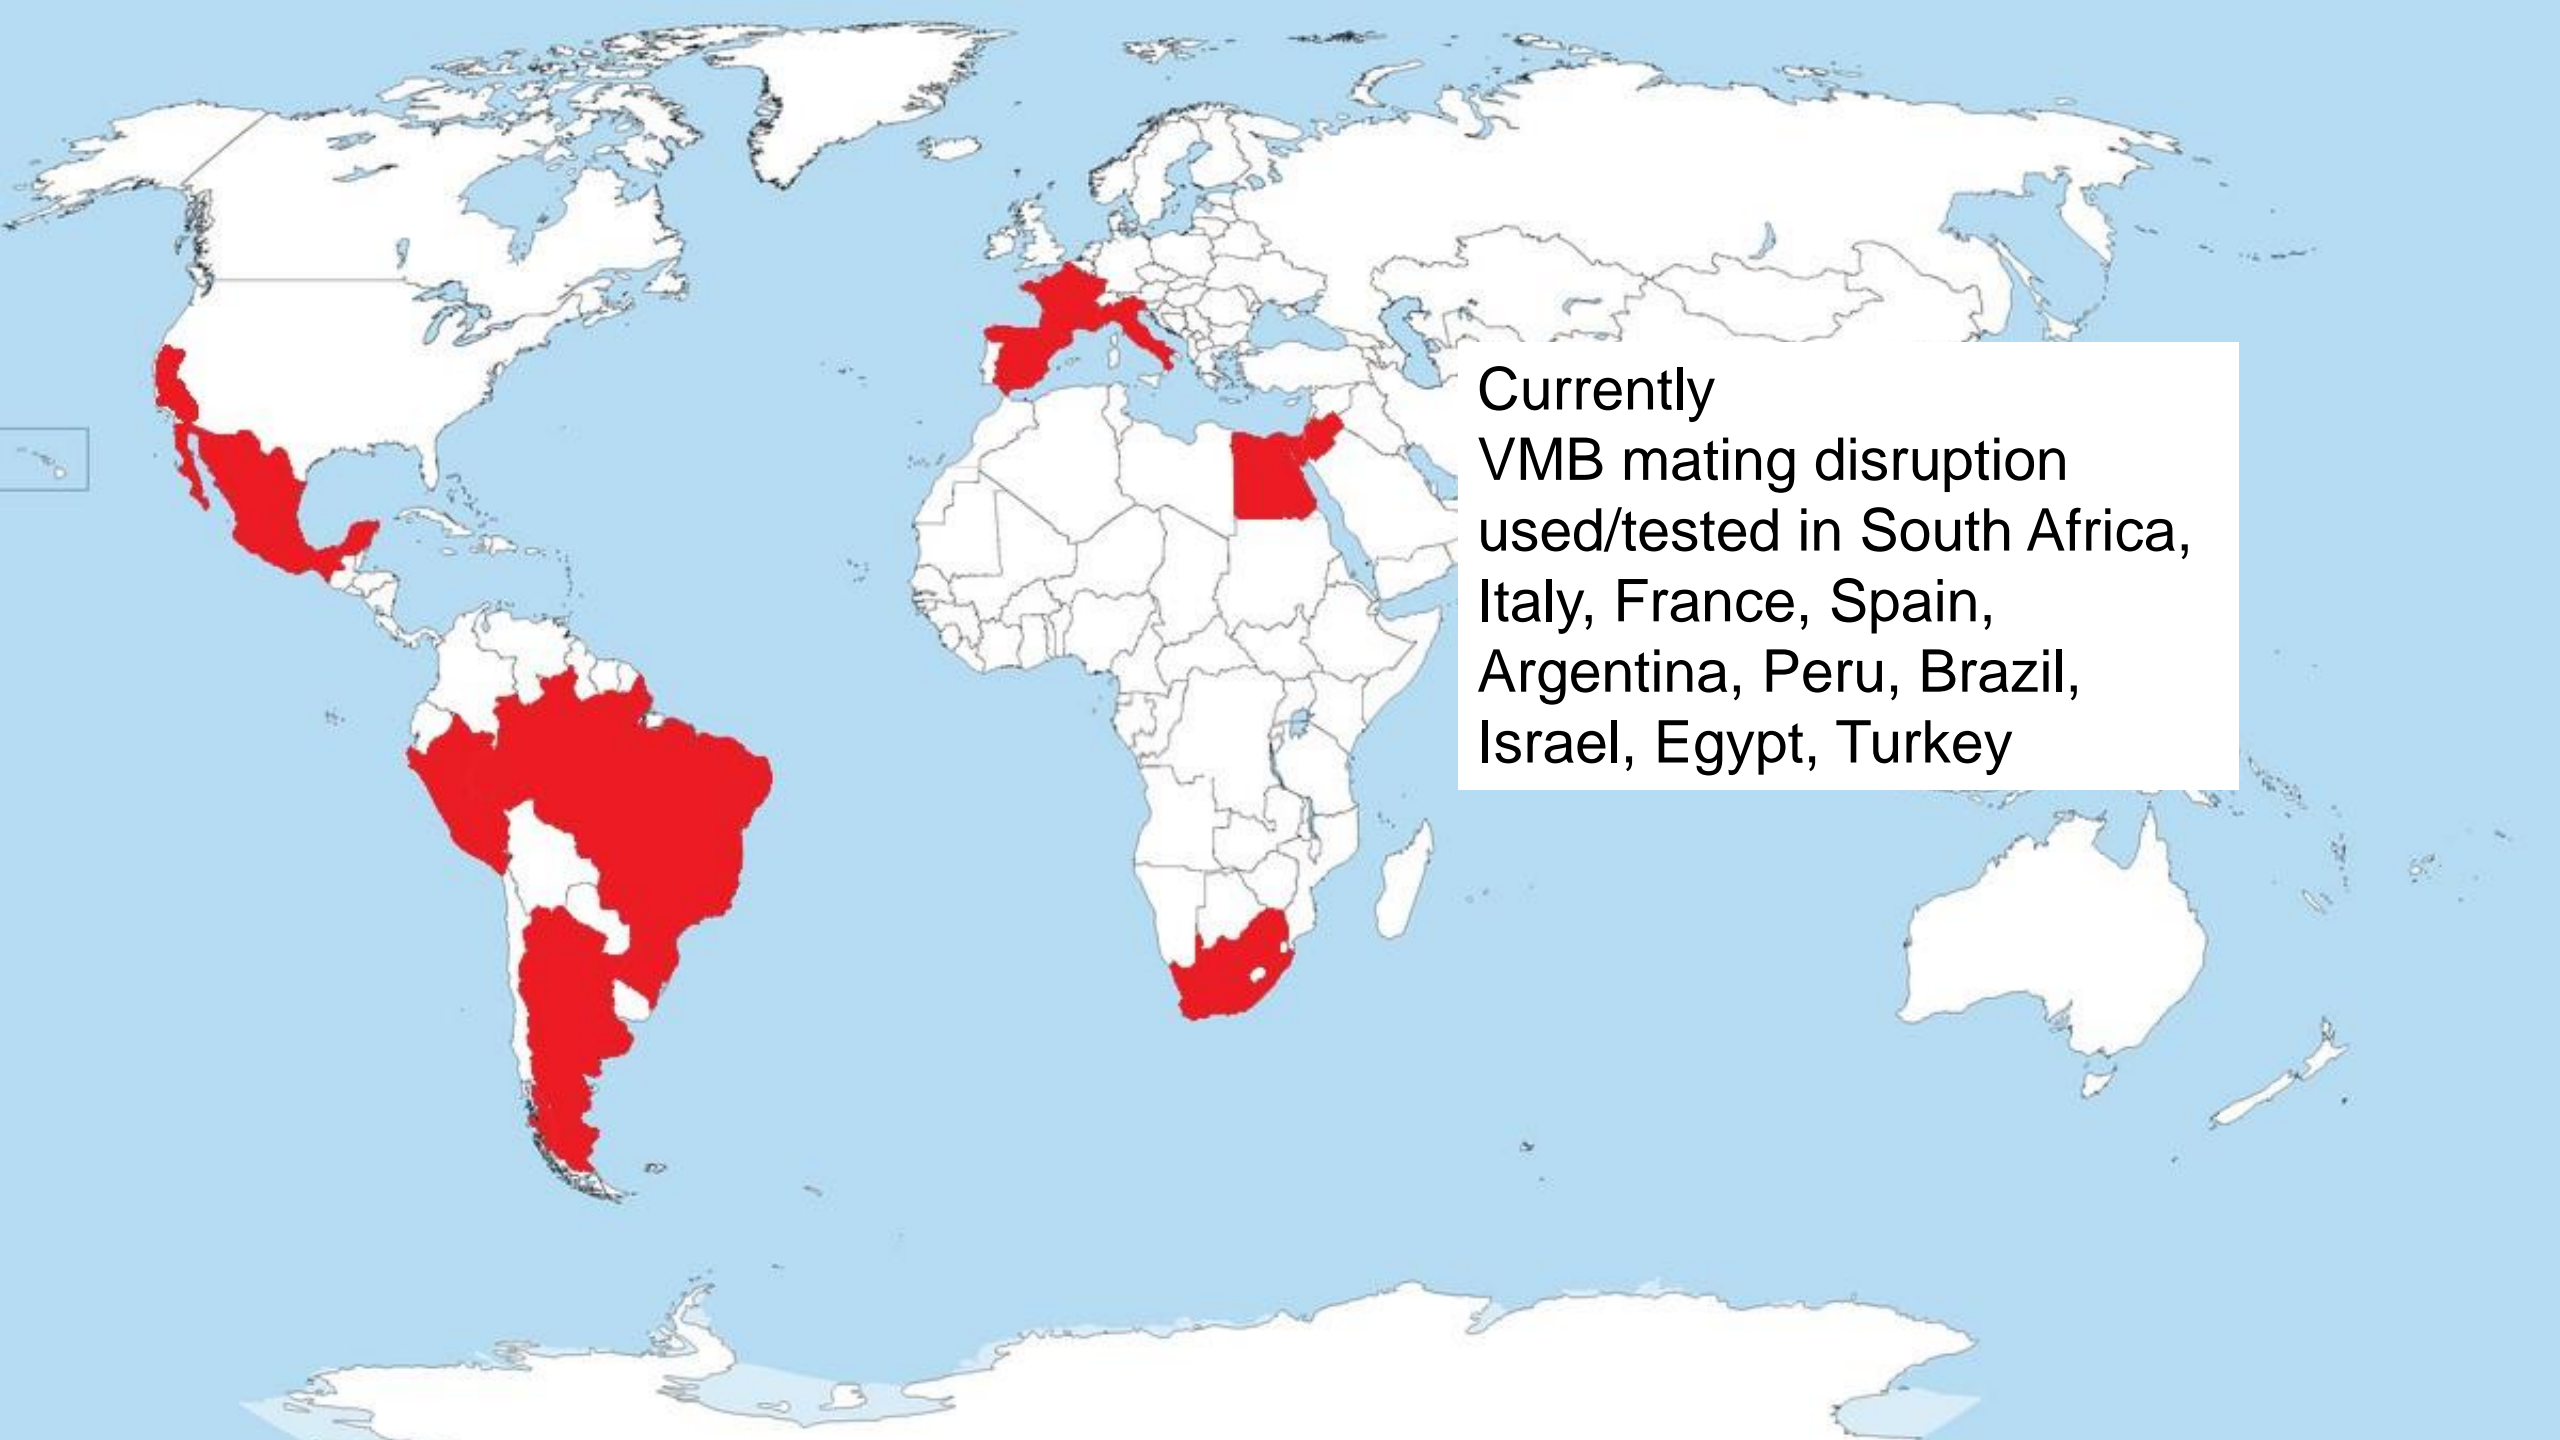 Currently
VMB mating disruption
used/tested in South Africa,
Italy, France, Spain,
Argentina, Peru, Brazil,
Israel, Egypt, Turkey